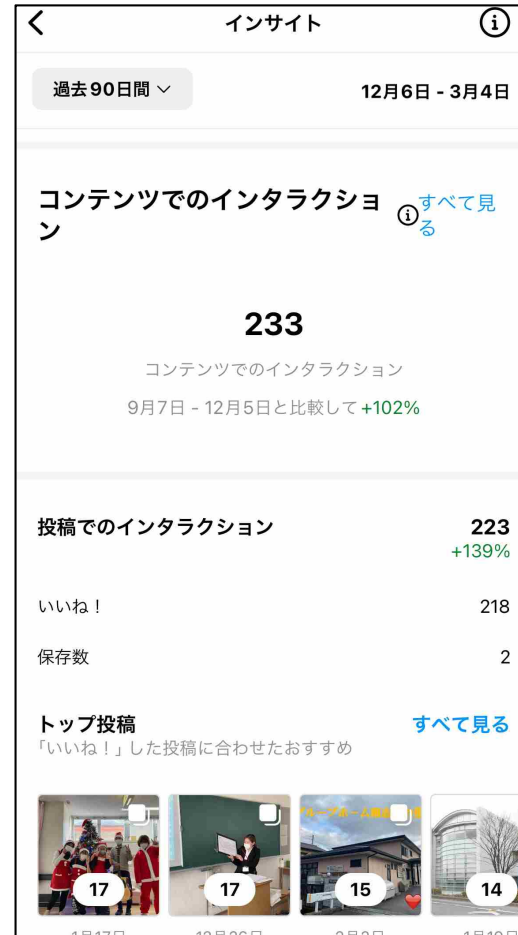 インサイト
過去90日間
12月6日 - 3月4日
コンテンツでのインタラクショ
ン
すべて見
る
233
コンテンツでのインタラクション
9月7日 - 12月5日と比較して+102%
投稿でのインタラクション 223
+139%
いいね！ 218
保存数 2
トップ投稿 すべて見る
「いいね！」した投稿に合わせたおすすめ
17 17 15 14